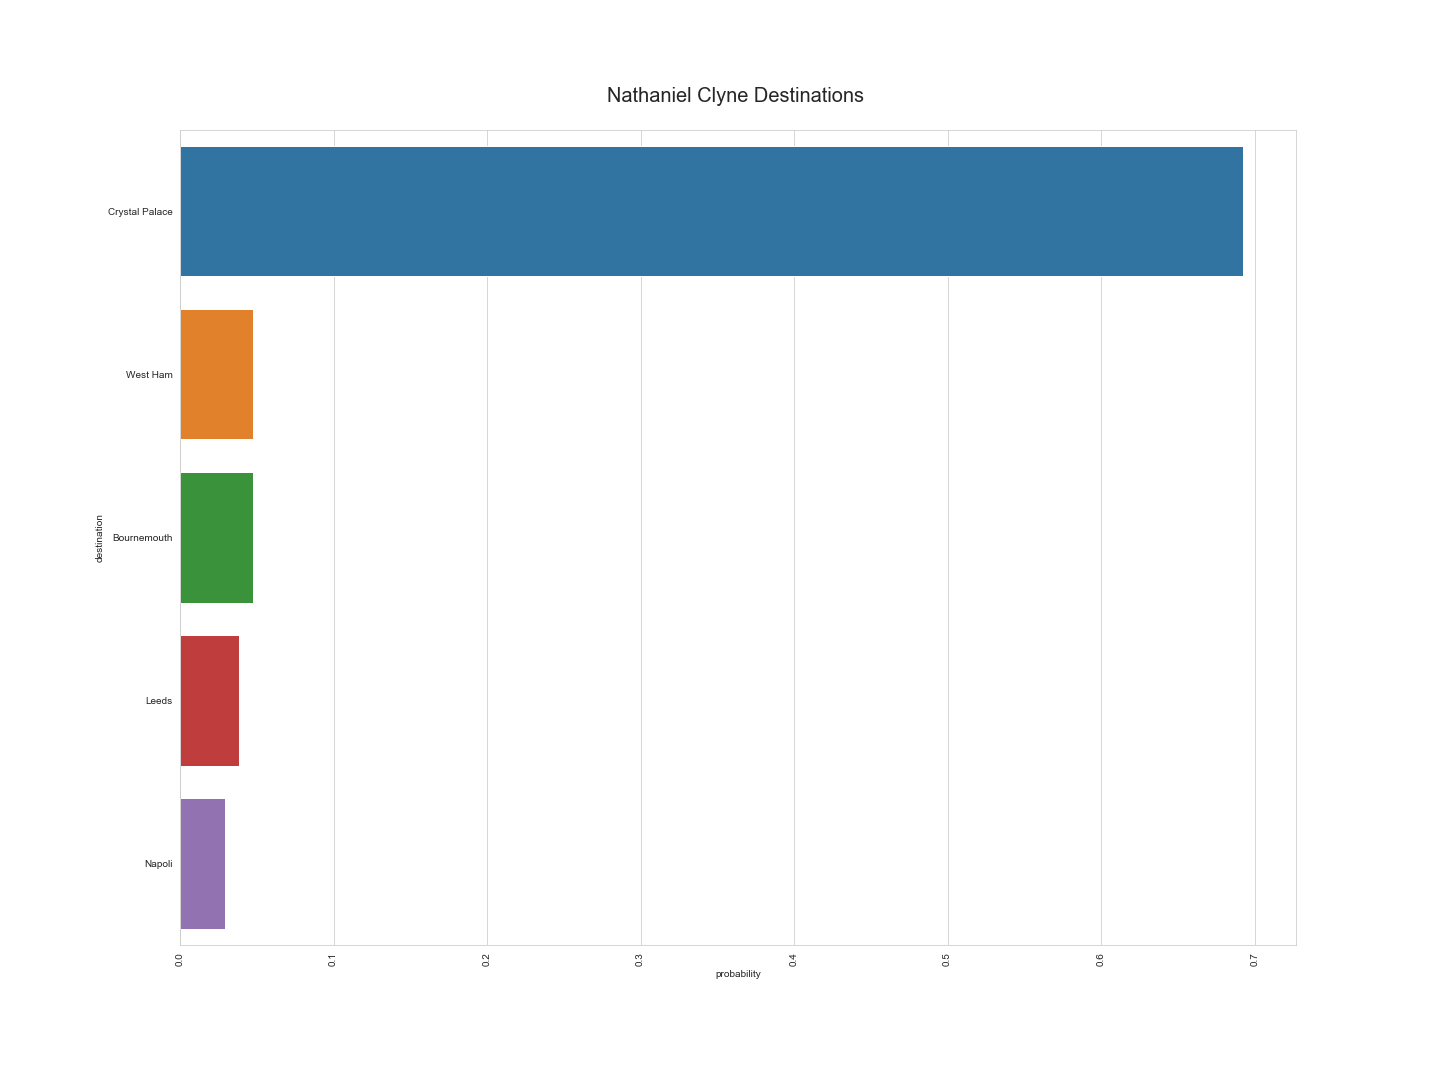 Nathaniel Clyne Destinations
destination
Crystal Palace
West Ham
Bournemouth
Leeds
Napoli
0.0
0.1
0.2
0.3
0.4
0.5
0.6
0.7
probability